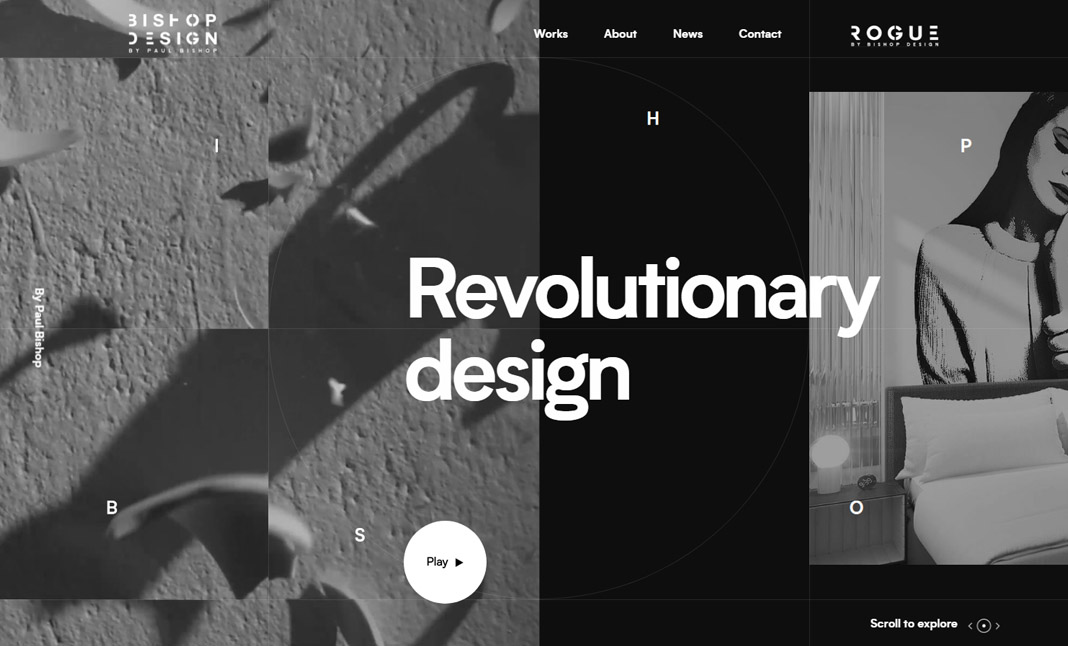 BISHOP
DESIGN
BY PAUL BISHOP
Works
About
News
Contact
ROGUE
BY BISHOP DESIGN
H
I
P
Revolutionary
design
By Paul Bishop
B
O
S
Play
Scroll to explore